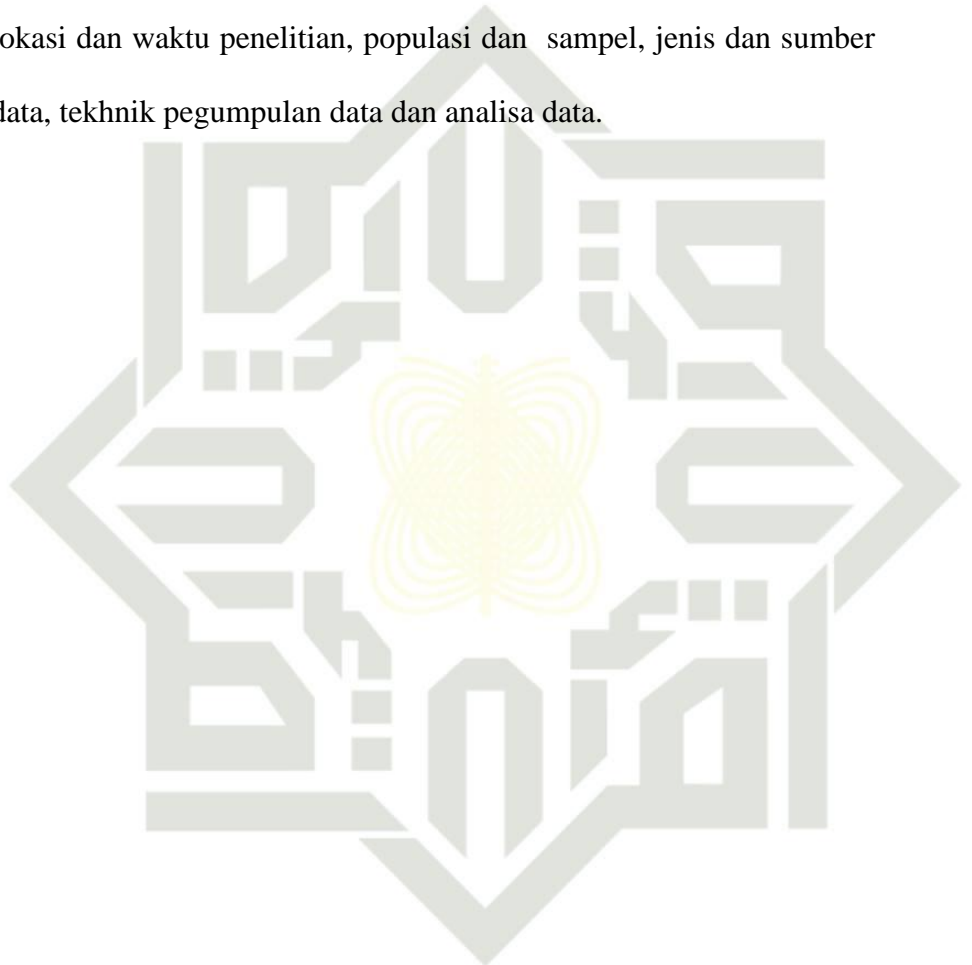 okasi dan waktu penelitian, populasi dan sampel, jenis dan sumber
data, tekhnik pegumpulan data dan analisa data.